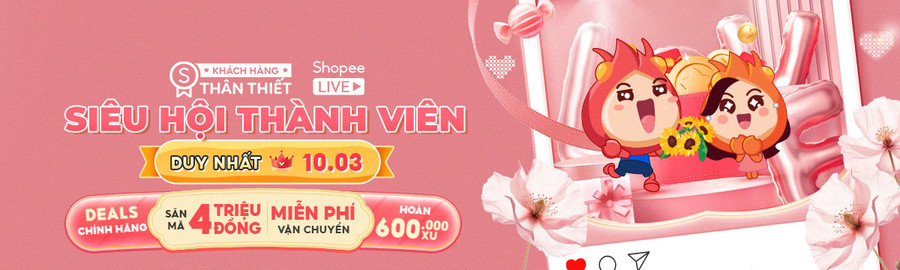 S
KHÁCH HÀNG
THÂN THIẾT
Shopee
LIVE
SIÊU HỘI THÀNH VIÊN
DUY NHẤT 10.03
DEALS
CHÍNH HÃNG
SĂN
MÃ
4 TRIỆU
ĐỒNG
MIỄN PHÍ
VẬN CHUYỂN
HOÀN
600.000
XU